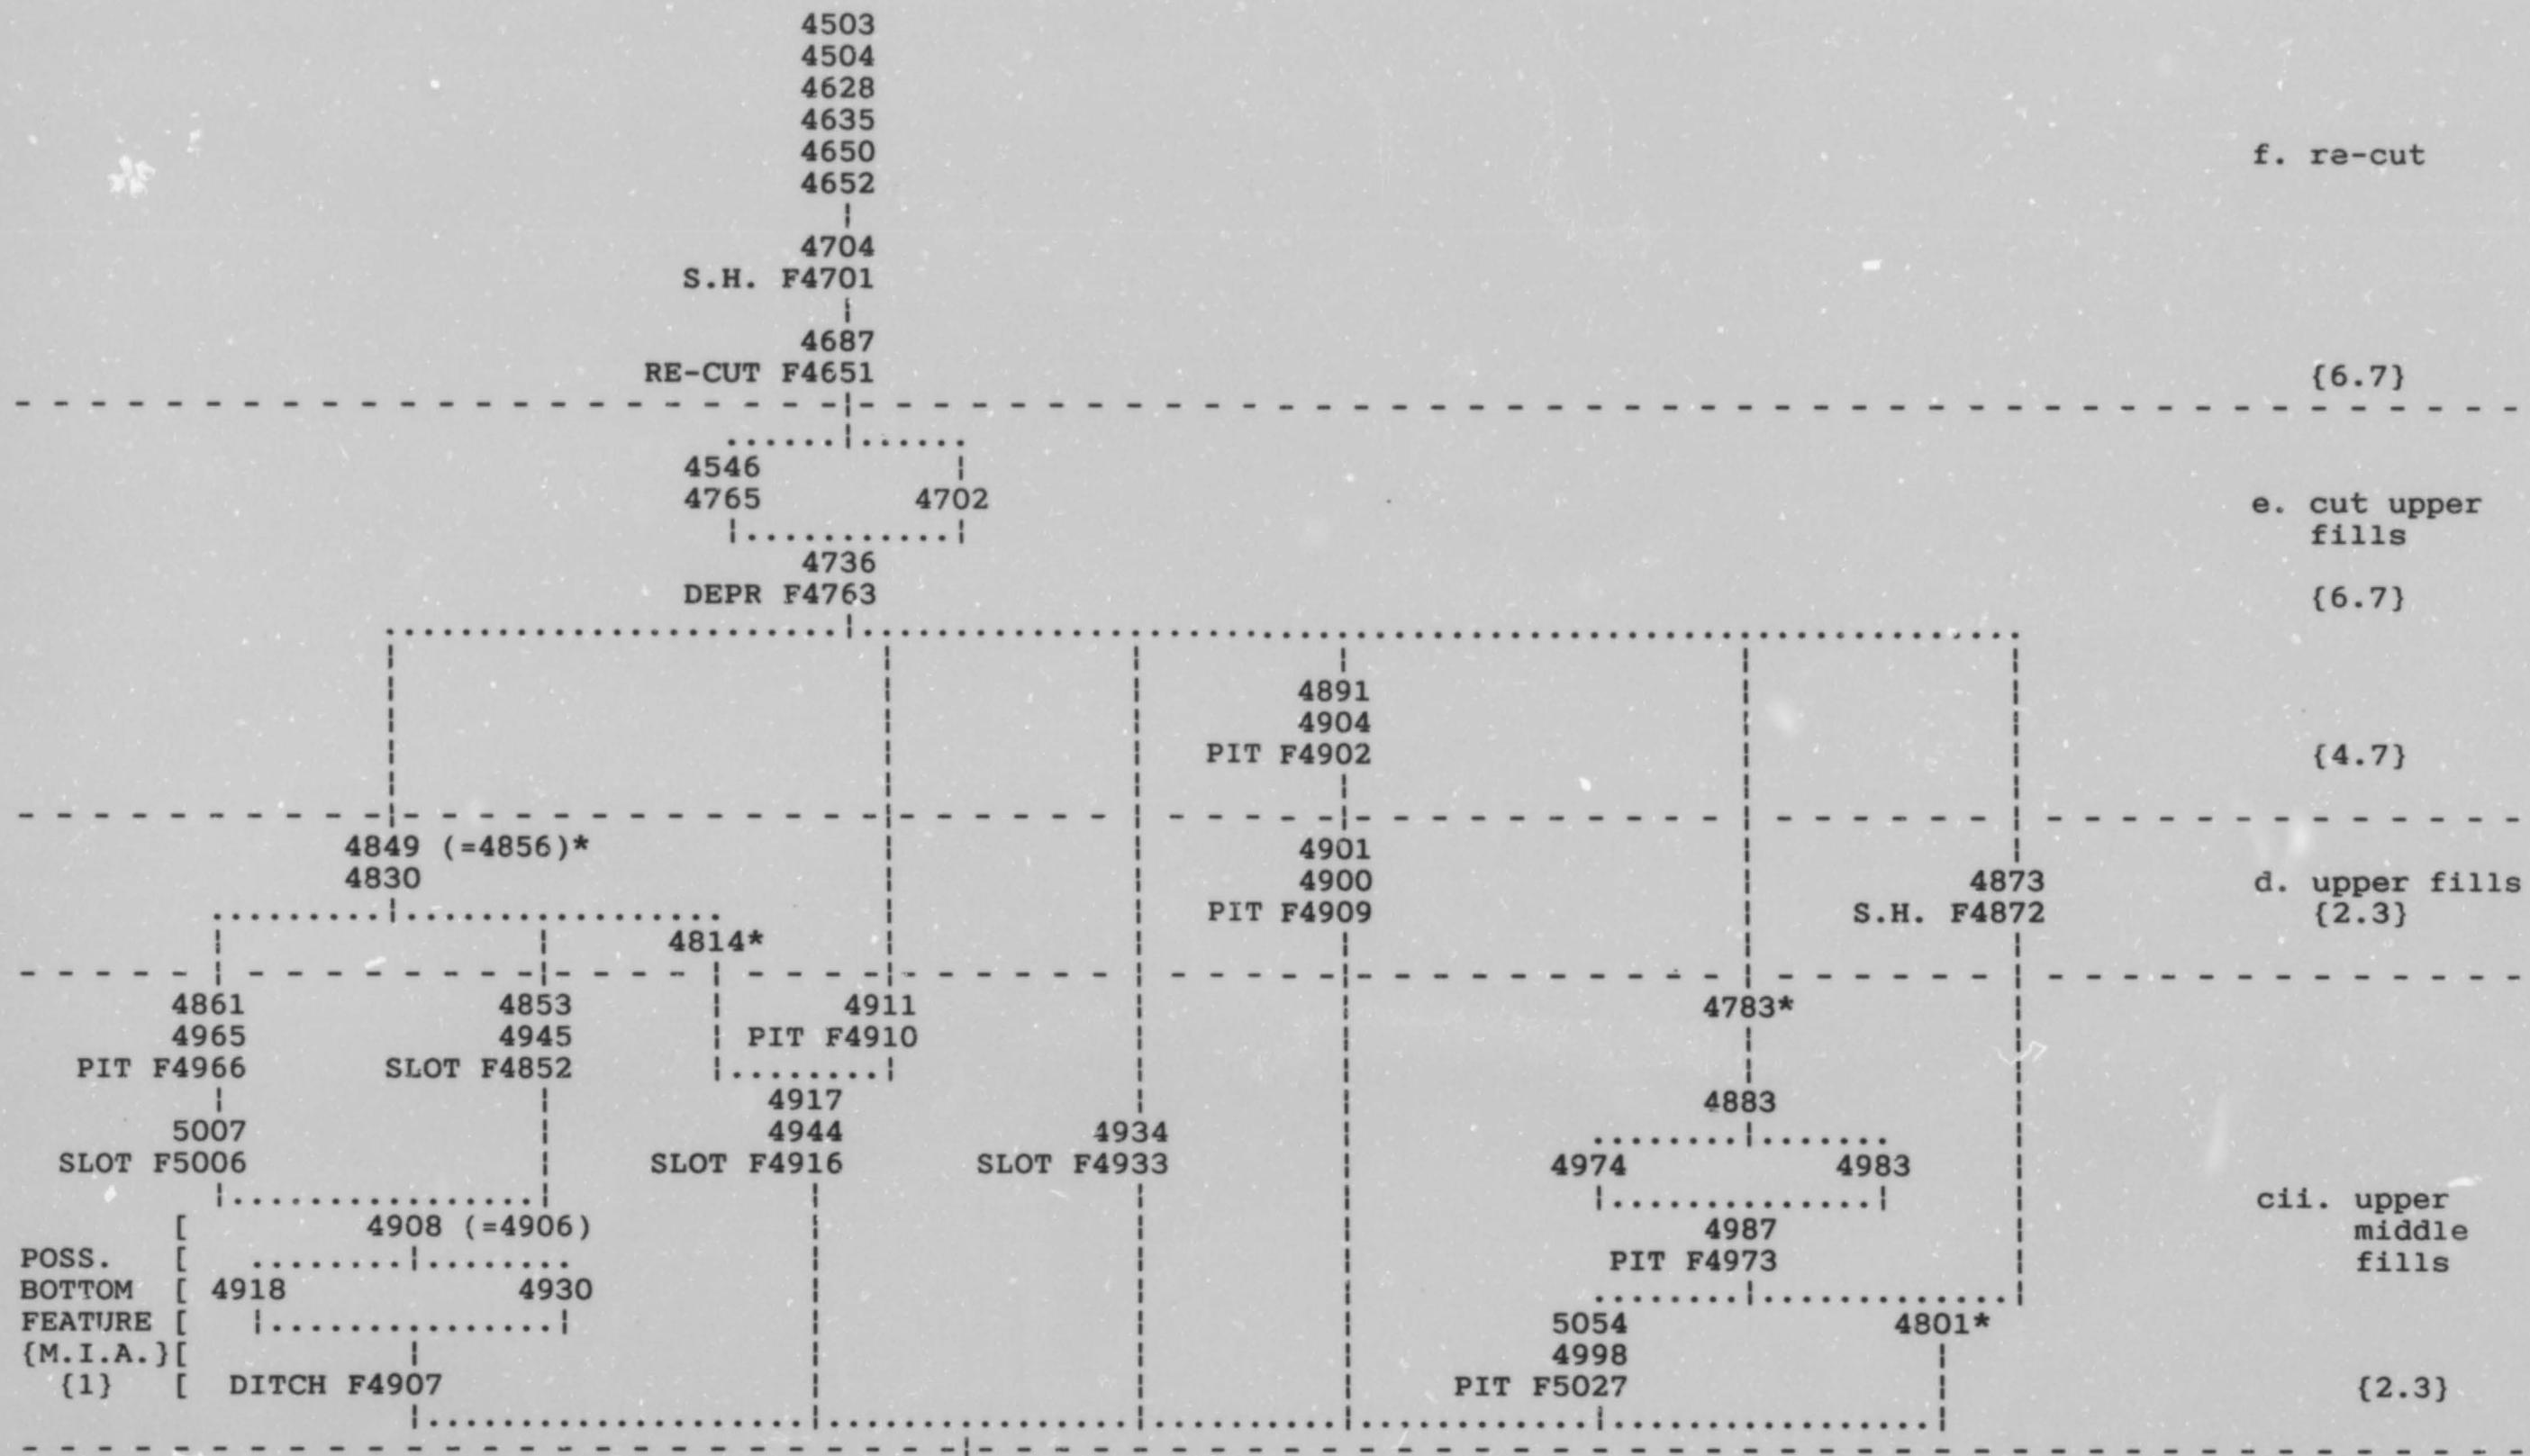 4503
4504
4628
4635
4650 f. re-cut
4652
4704
S.H. F4701
4687
RE-CUT F4651 {6.7}
4546
4765 4702 e. cut upper
fills
4736
DEPR F4763 {6.7}
4891
4904
PIT F4902 {4.7}
4849 (=4856)* 4901
4830 4900 4873 d. upper fills
PIT F4909 S.H. F4872 {2.3}
4814*
4861 4853 4911 4783*
4965 4945 PIT F4910
PIT F4966 SLOT F4852
4917 4883
5007 4944 4934
SLOT F5006 SLOT F4916 SLOT F4933 4974 4983
cii. upper
[ 4908 (=4906) 4987 middle
POSS. [ PIT F4973 fills
BOTTOM [ 4918 4930
FEATURE [ 5054 4801*
{M.I.A.}[ 4998
{1} [ DITCH F4907 PIT F5027 {2.3}